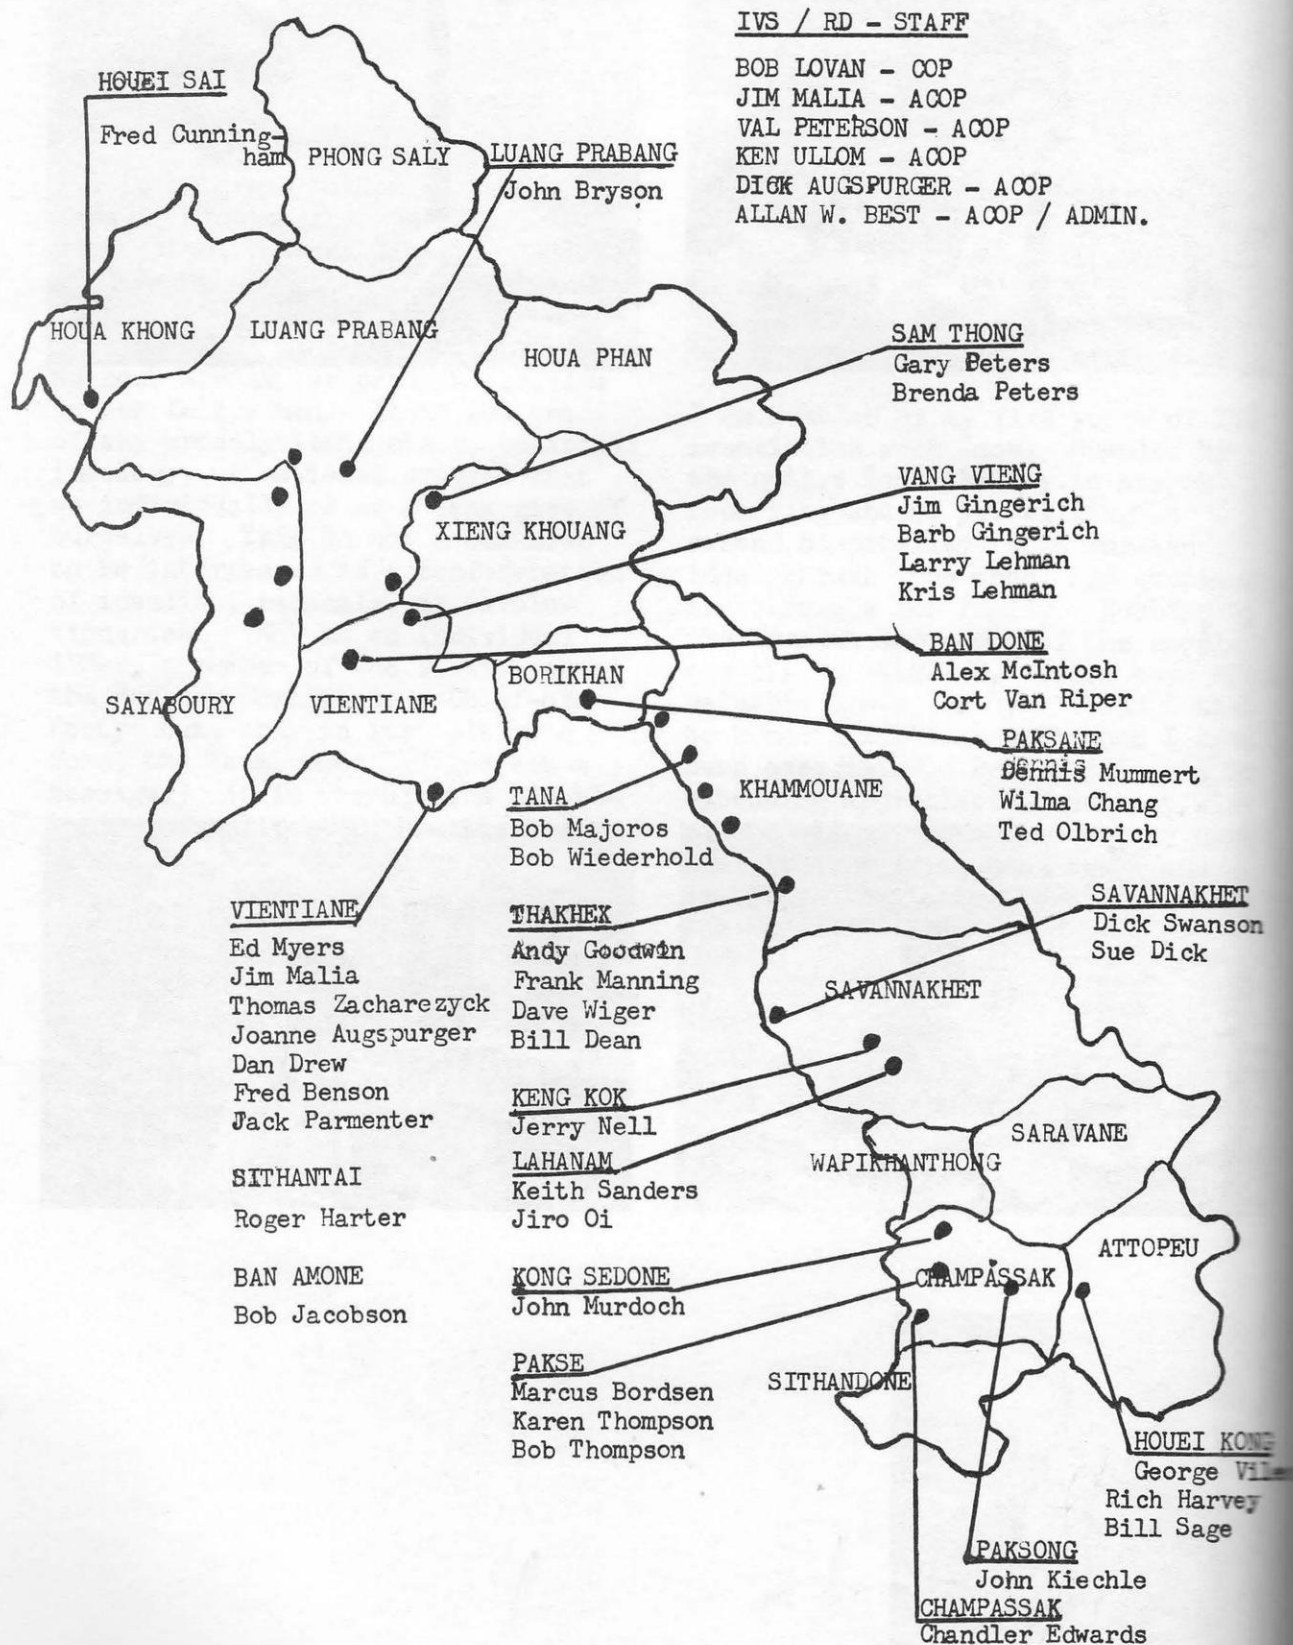 IVS / RD - STAFF
BOB LOVAN - COP
JIM MALIA - ACOP
VAL PETERSON - ACOP
KEN ULLOM - ACOP
DICK AUGSPURGER - ACOP
ALLAN W. BEST - ACOP / ADMIN.
HOUEI SAI
Fred Cunning-
ham
PHONG SALY
LUANG PRABANG
John Bryson
HOUA KHONG
LUANG PRABANG
HOUA PHAN
SAM THONG
Gary Peters
Brenda Peters
XIENG KHOUANG
VANG VIENG
Jim Gingerich
Barb Gingerich
Larry Lehman
Kris Lehman
BAN DONE
Alex McIntosh
Cort Van Riper
SAYABOURY
VIENTIANE
BORIKHAN
PAKSANE
Dennis Mummert
Wilma Chang
Ted Olbrich
KHAMMOUANE
TANA
Bob Majoros
Bob Wiederhold
VIENTIANE
Ed Myers
Jim Malia
Thomas Zacharezyck
Joanne Augspurger
Dan Drew
Fred Benson
Jack Parmenter
SITHANTAI
Roger Harter
BAN AMONE
Bob Jacobson
THAKHEX
Andy Goodwin
Frank Manning
Dave Wiger
Bill Dean
SAVANNAKHET
Dick Swanson
Sue Dick
SAVANNAKHET
KENG KOK
Jerry Nell
LAHANAM
Keith Sanders
Jiro Oi
WAPIKHANTHONG
SARAVANE
ATTOPEU
KONG SEDONE
John Murdoch
CHAMPASSAK
PAKSE
Marcus Bordsen
Karen Thompson
Bob Thompson
SITHANDONE
HOUEI KONG
George
Rich Harvey
Bill Sage
PAKSONG
John Kiechle
CHAMPASSAK
Chandler Edwards